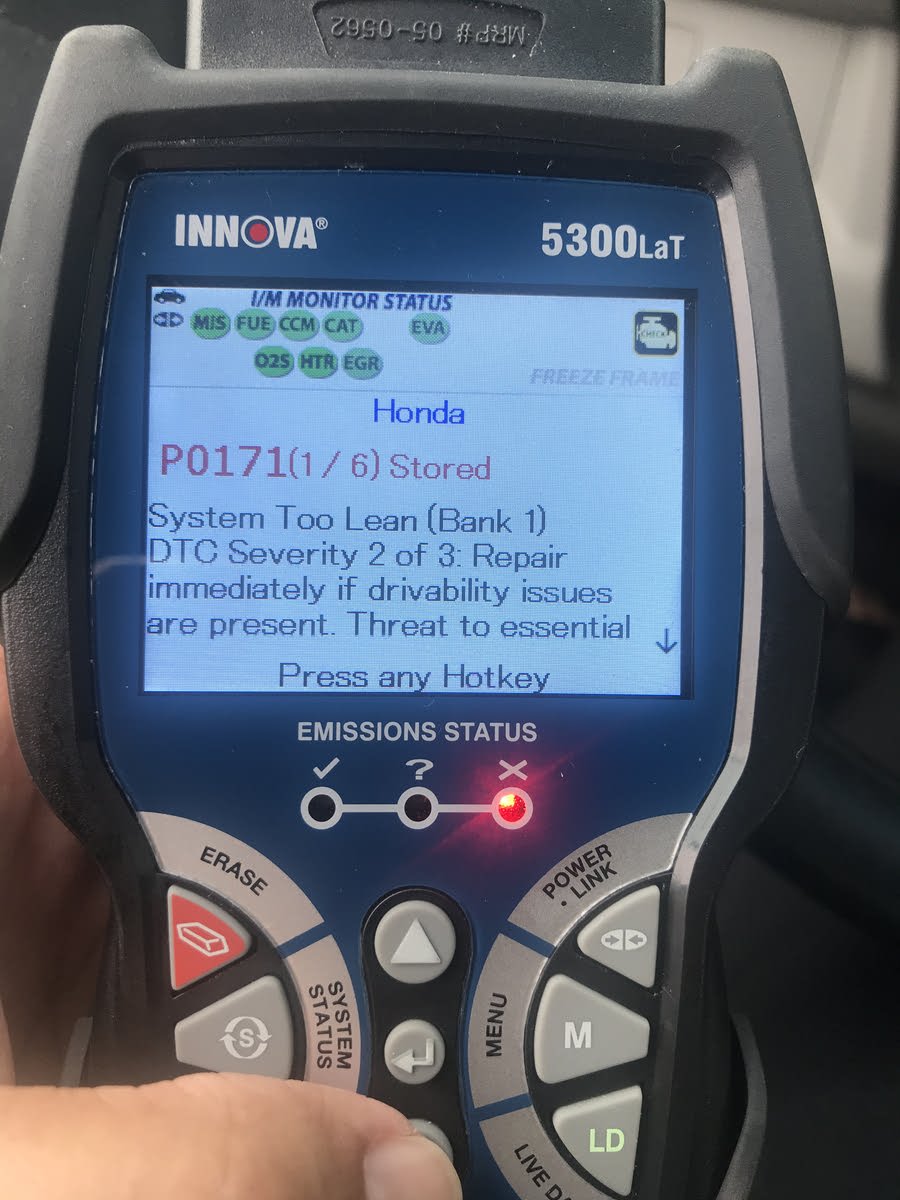 MRP# 05-0562
INNOVA®
5300LaT
I/M MONITOR STATUS
MIS FUE CCM CAT EVA
CHECK
O2S HTR EGR
FREEZE FRAME
Honda
P0171(1 / 6) Stored
System Too Lean (Bank 1)
DTC Severity 2 of 3: Repair
immediately if drivability issues
are present. Threat to essential
Press any Hotkey
EMISSIONS STATUS
?
ERASE
POWER
• LINK
SYSTEM
STATUS
S
MENU
M
LD
LIVE